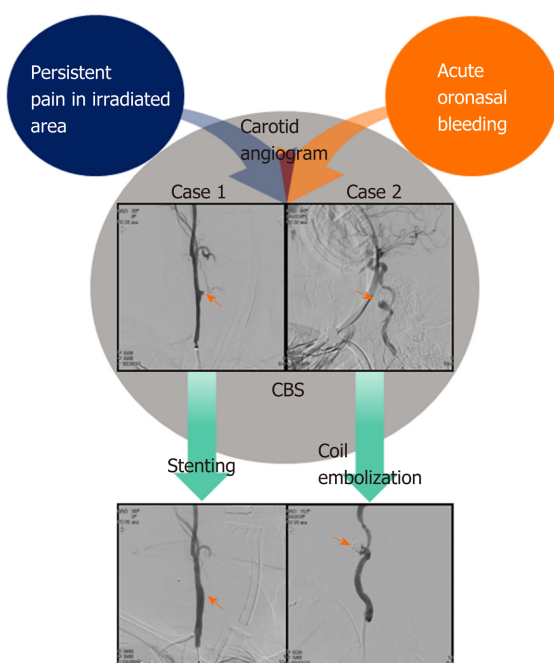 Persistent
pain in irradiated
area
Acute
oronasal
bleeding
Carotid
angiogram
Case 1
Case 2
CBS
Stenting
Coil
embolization